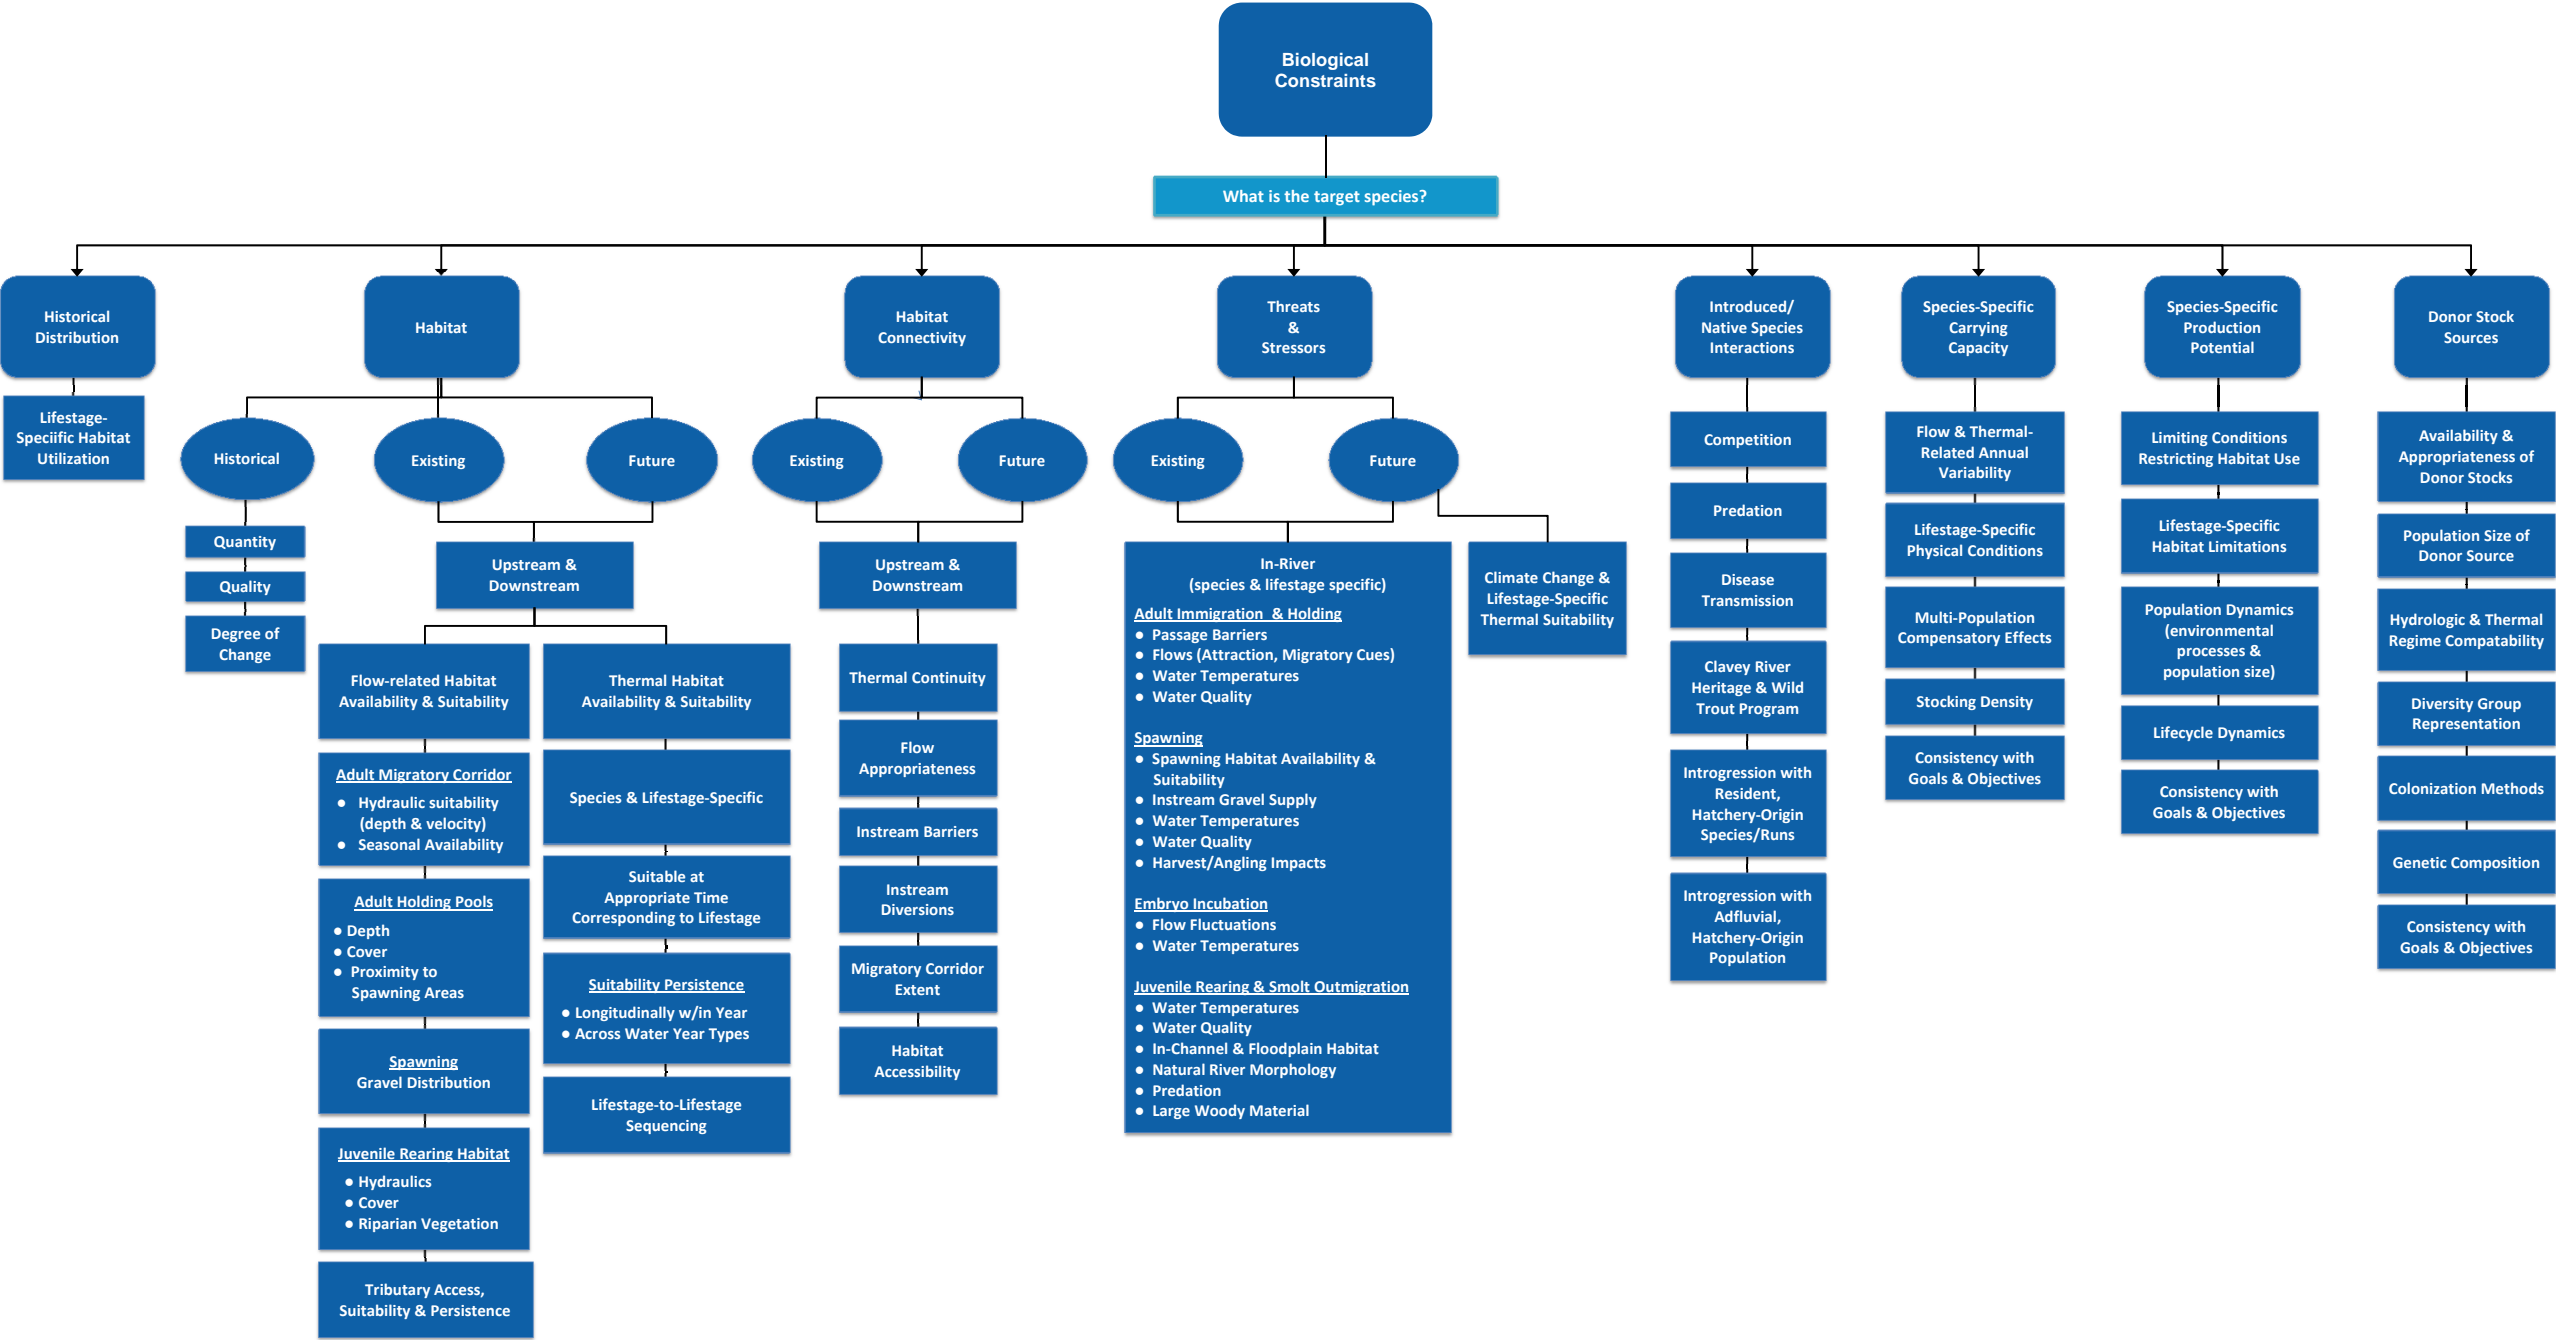 Biological
Constraints
What is the target species?
Historical
Distribution
Lifestage-
Speciific Habitat
Utilization
Habitat
Historical
Quantity
Quality
Degree of
Change
Existing
Future
Upstream &
Downstream
Flow-related Habitat
Availability & Suitability
Adult Migratory Corridor
● Hydraulic suitability
(depth & velocity)
● Seasonal Availability
Adult Holding Pools
● Depth
● Cover
● Proximity to
Spawning Areas
Spawning
Gravel Distribution
Juvenile Rearing Habitat
● Hydraulics
● Cover
● Riparian Vegetation
Tributary Access,
Suitability & Persistence
Thermal Habitat
Availability & Suitability
Species & Lifestage-Specific
Suitable at
Appropriate Time
Corresponding to Lifestage
Suitability Persistence
● Longitudinally w/in Year
● Across Water Year Types
Lifestage-to-Lifestage
Sequencing
Habitat
Connectivity
Existing
Future
Upstream &
Downstream
Thermal Continuity
Flow
Appropriateness
Instream Barriers
Instream
Diversions
Migratory Corridor
Extent
Habitat
Accessibility
Threats
&
Stressors
Existing
Future
In-River
(species & lifestage specific)
Adult Immigration & Holding
● Passage Barriers
● Flows (Attraction, Migratory Cues)
● Water Temperatures
● Water Quality
Spawning
● Spawning Habitat Availability &
Suitability
● Instream Gravel Supply
● Water Temperatures
● Water Quality
● Harvest/Angling Impacts
Embryo Incubation
● Flow Fluctuations
● Water Temperatures
Juvenile Rearing & Smolt Outmigration
● Water Temperatures
● Water Quality
● In-Channel & Floodplain Habitat
● Natural River Morphology
● Predation
● Large Woody Material
Climate Change &
Lifestage-Specific
Thermal Suitability
Introduced/
Native Species
Interactions
Competition
Predation
Disease
Transmission
Clavey River
Heritage & Wild
Trout Program
Introgression with
Resident,
Hatchery-Origin
Species/Runs
Introgression with
Adfluvial,
Hatchery-Origin
Population
Species-Specific
Carrying
Capacity
Flow & Thermal-
Related Annual
Variability
Lifestage-Specific
Physical Conditions
Multi-Population
Compensatory Effects
Stocking Density
Consistency with
Goals & Objectives
Species-Specific
Production
Potential
Limiting Conditions
Restricting Habitat Use
Lifestage-Specific
Habitat Limitations
Population Dynamics
(environmental
processes &
population size)
Lifecycle Dynamics
Consistency with
Goals & Objectives
Donor Stock
Sources
Availability &
Appropriateness of
Donor Stocks
Population Size of
Donor Source
Hydrologic & Thermal
Regime Compatability
Diversity Group
Representation
Colonization Methods
Genetic Composition
Consistency with
Goals & Objectives